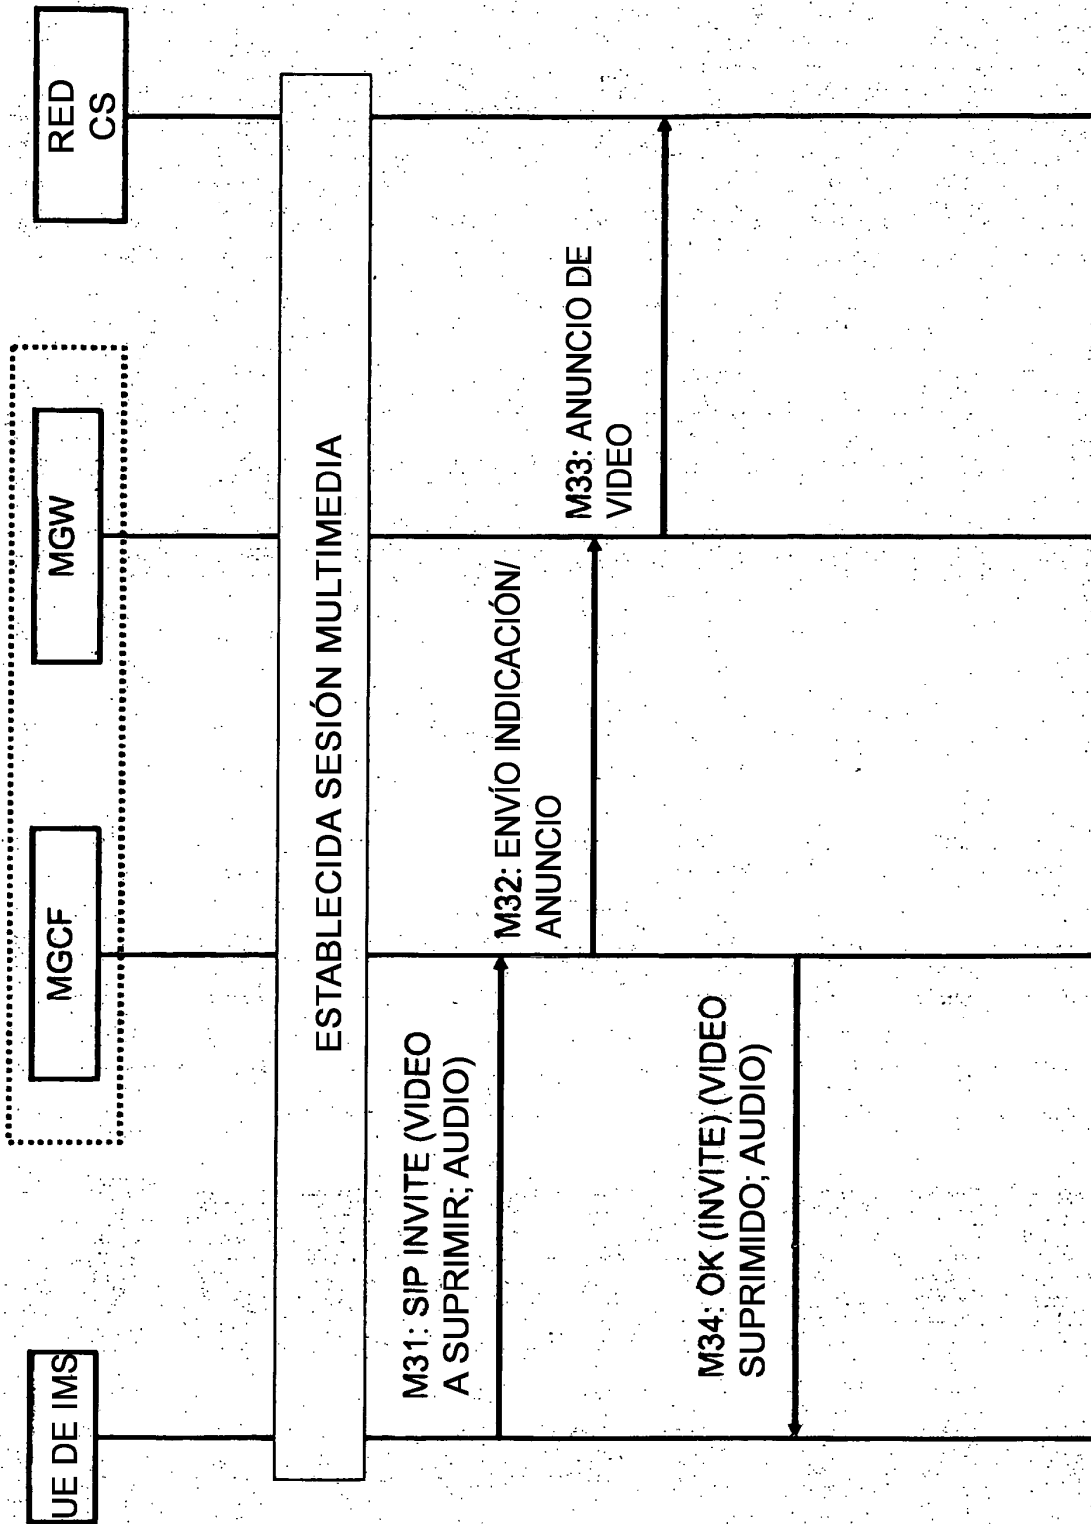 UE DE IMS
MGCF
MGW
RED
CS
ESTABLECIDA SESIÓN MULTIMEDIA
M31: SIP INVITE (VIDEO
A SUPRIMIR; AUDIO)
M32: ENVÍO INDICACIÓN/
ANUNCIO
M33: ANUNCIO DE
VIDEO
M34: OK (INVITE) (VIDEO
SUPRIMIDO; AUDIO)